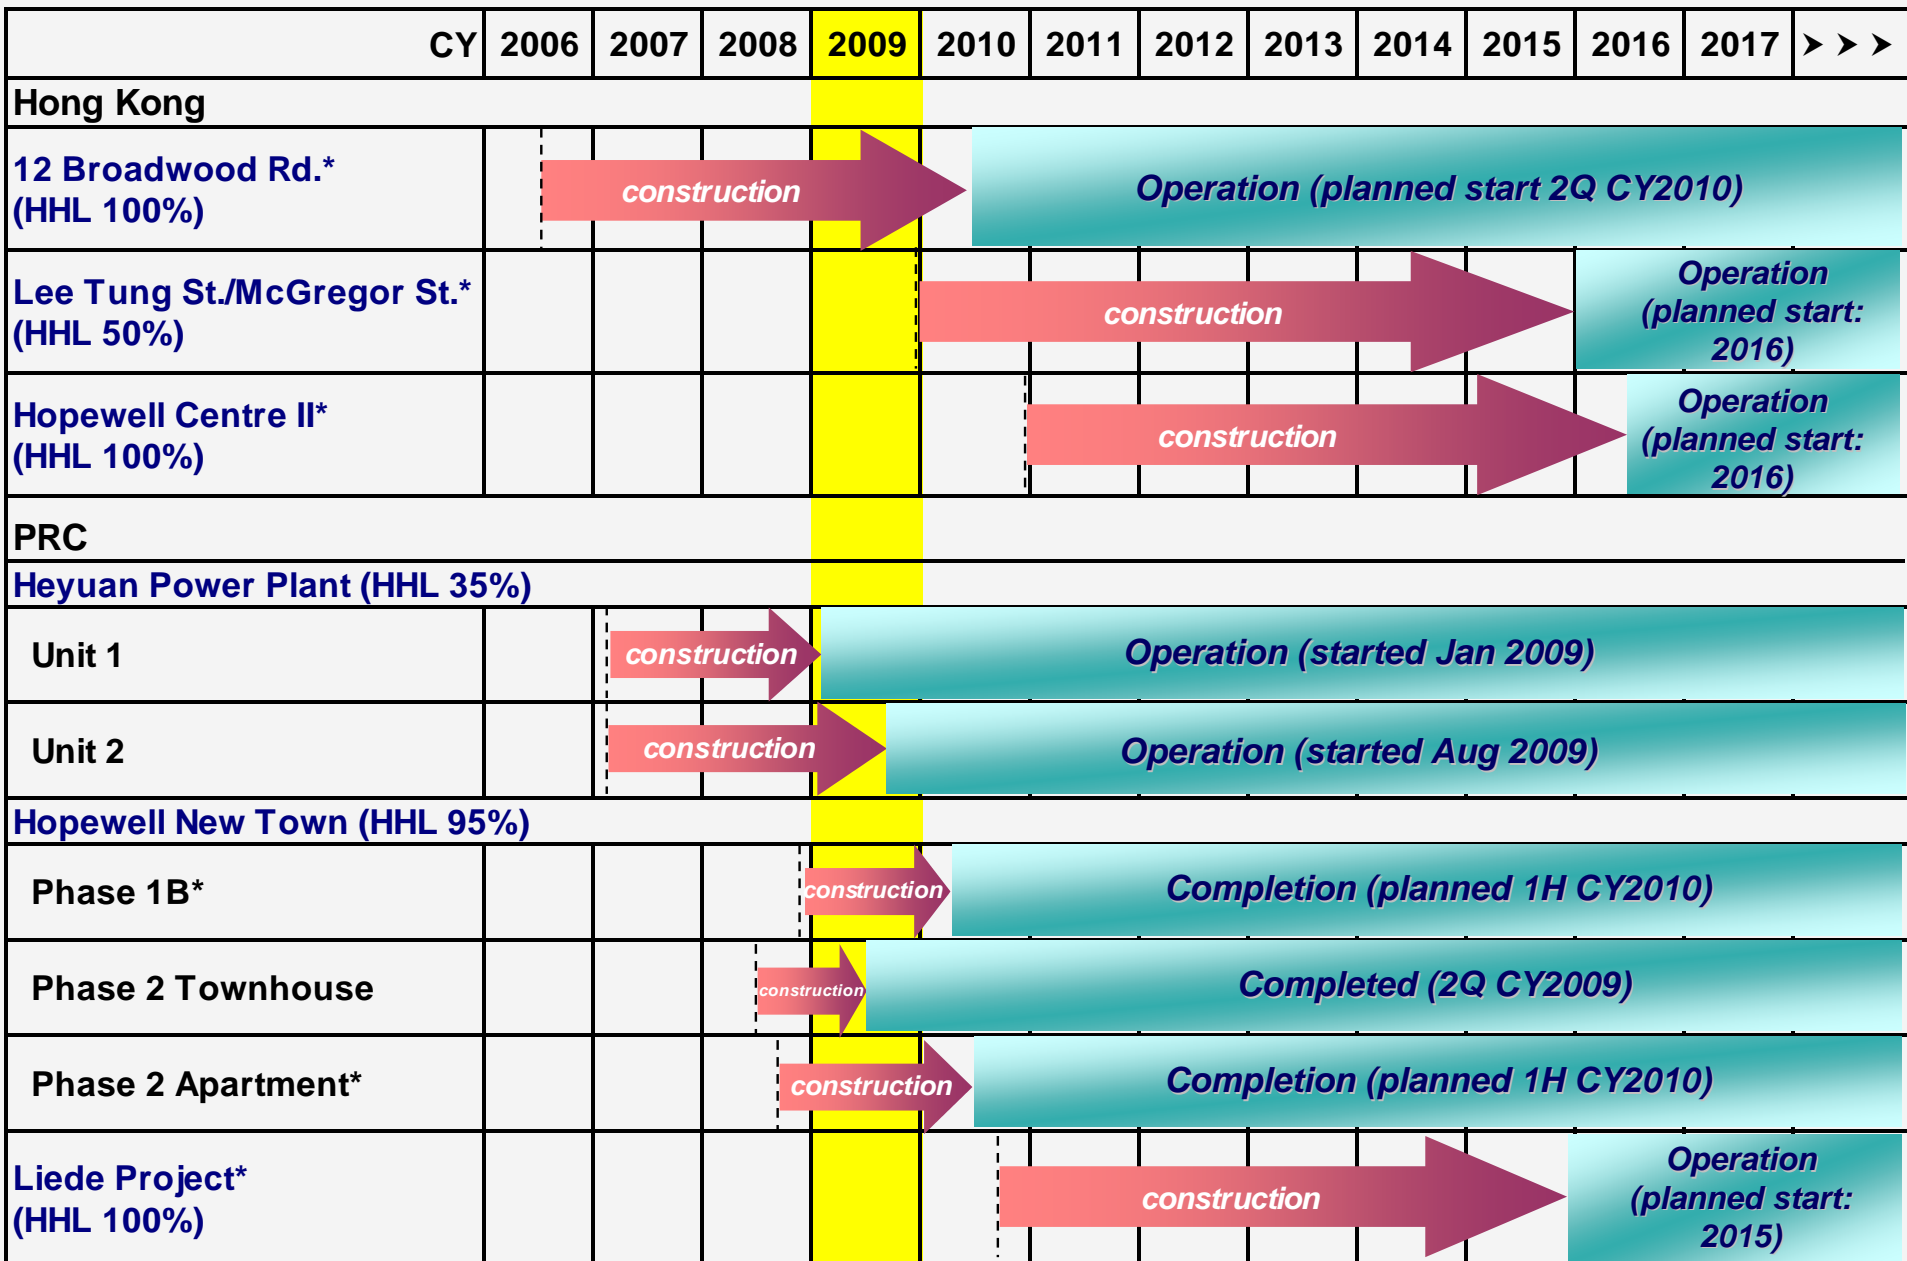 CY 2006 2007 2008 2009 2010 2011 2012 2013 2014 2015 2016 2017 ➤ ➤ ➤
Hong Kong
12 Broadwood Rd.*
(HHL 100%)
construction
Operation (planned start 2Q CY2010)
Lee Tung St./McGregor St.*
(HHL 50%)
construction
Operation
(planned start:
2016)
Hopewell Centre II*
(HHL 100%)
construction
Operation
(planned start:
2016)
PRC
Heyuan Power Plant (HHL 35%)
Unit 1
construction
Operation (started Jan 2009)
Unit 2
construction
Operation (started Aug 2009)
Hopewell New Town (HHL 95%)
Phase 1B*
construction
Completion (planned 1H CY2010)
Phase 2 Townhouse
construction
Completed (2Q CY2009)
Phase 2 Apartment*
construction
Completion (planned 1H CY2010)
Liede Project*
(HHL 100%)
construction
Operation
(planned start:
2015)